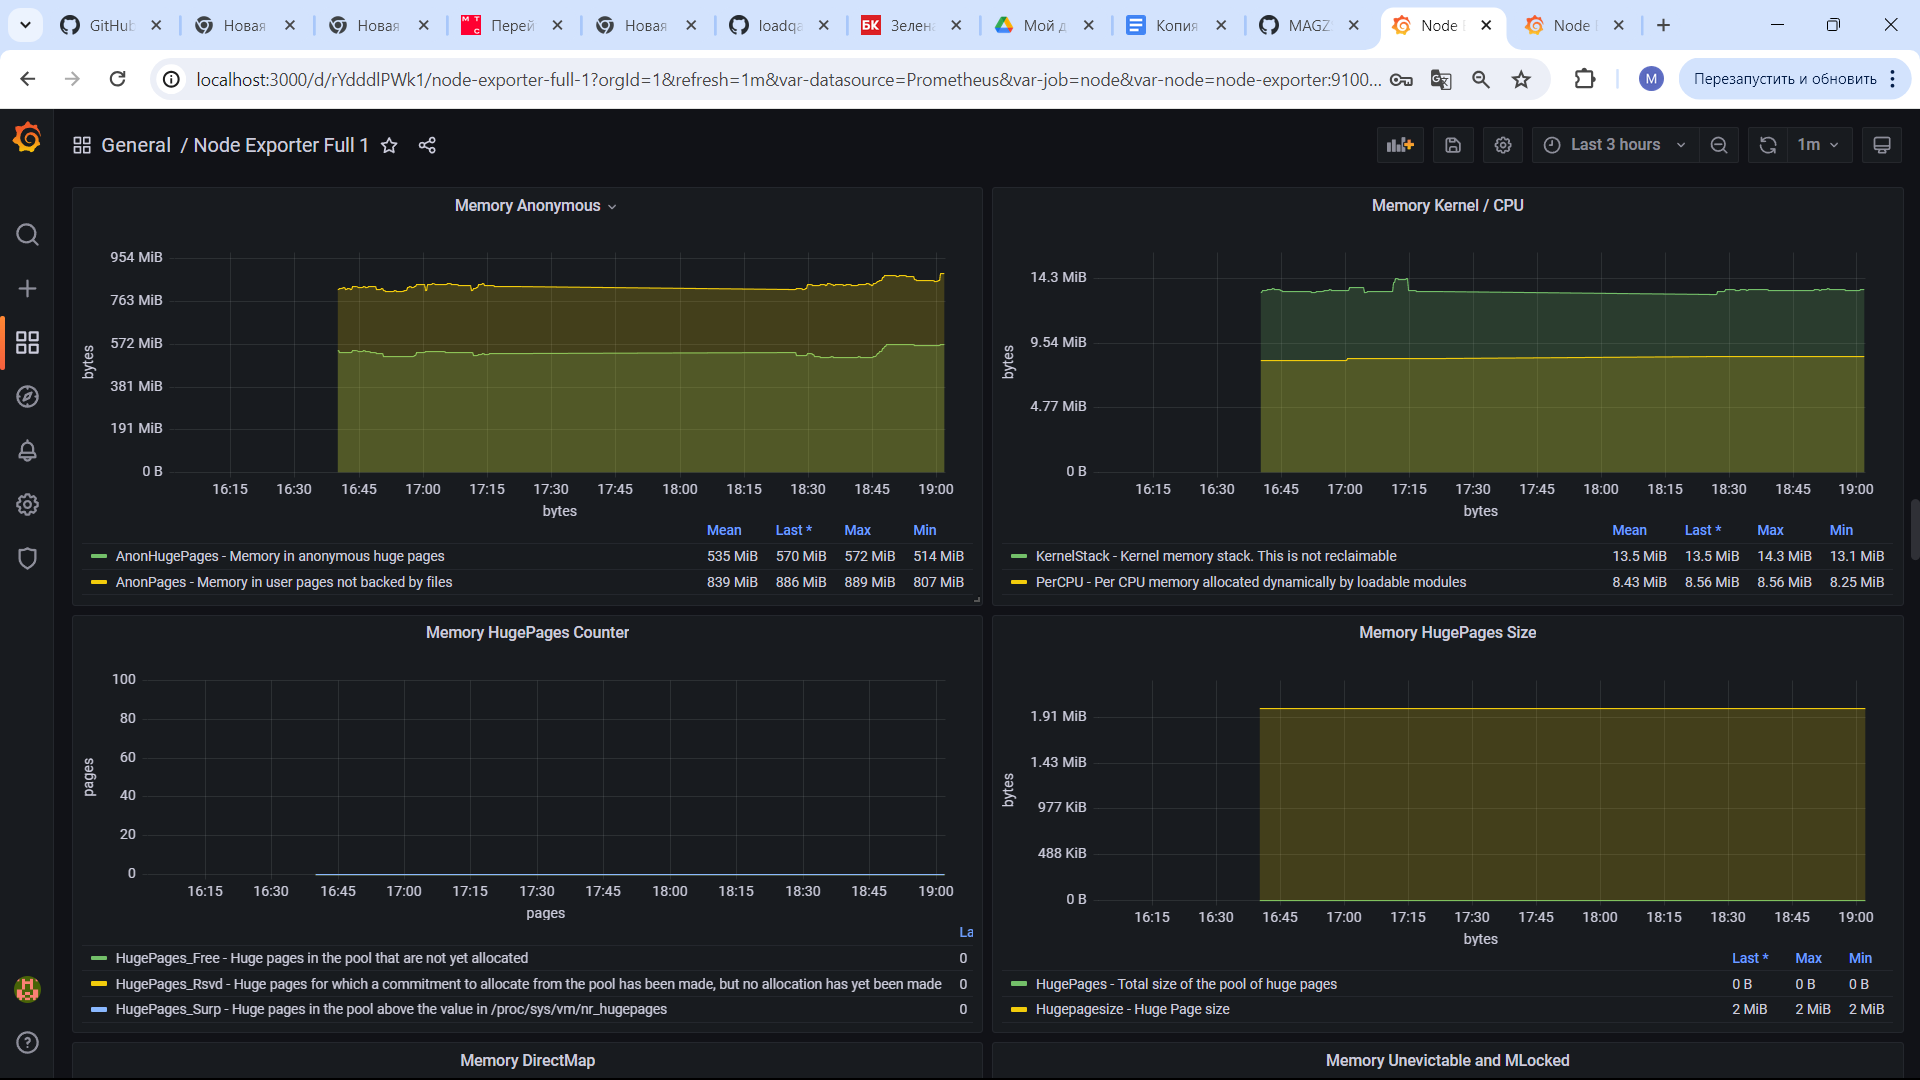 GitHub
Новая
Новая
Перей
Новая
loadqa
БК Зелена
Мой д
Копия
MAGZ
Node
Node
localhost:3000/d/rYdddlPWk1/node-exporter-full-1?orgId=1&refresh=1m&var-datasource=Prometheus&var-job=node&var-node=node-exporter:9100...
M
Перезапустить и обновить
General / Node Exporter Full 1
Last 3 hours
1m
Memory Anonymous
954 MiB
763 MiB
572 MiB
381 MiB
191 MiB
0 B
bytes
16:15 16:30 16:45 17:00 17:15 17:30 17:45 18:00 18:15 18:30 18:45 19:00
bytes
Mean Last * Max Min
AnonHugePages - Memory in anonymous huge pages 535 MiB 570 MiB 572 MiB 514 MiB
AnonPages - Memory in user pages not backed by files 839 MiB 886 MiB 889 MiB 807 MiB
Memory Kernel / CPU
14.3 MiB
9.54 MiB
4.77 MiB
0 B
bytes
16:15 16:30 16:45 17:00 17:15 17:30 17:45 18:00 18:15 18:30 18:45 19:00
bytes
Mean Last * Max Min
KernelStack - Kernel memory stack. This is not reclaimable 13.5 MiB 13.5 MiB 14.3 MiB 13.1 MiB
PerCPU - Per CPU memory allocated dynamically by loadable modules 8.43 MiB 8.56 MiB 8.56 MiB 8.25 MiB
Memory HugePages Counter
100
80
60
40
20
0
pages
16:15 16:30 16:45 17:00 17:15 17:30 17:45 18:00 18:15 18:30 18:45 19:00
pages
La
HugePages_Free - Huge pages in the pool that are not yet allocated 0
HugePages_Rsvd - Huge pages for which a commitment to allocate from the pool has been made, but no allocation has yet been made 0
HugePages_Surp - Huge pages in the pool above the value in /proc/sys/vm/nr_hugepages 0
Memory HugePages Size
1.91 MiB
1.43 MiB
977 KiB
488 KiB
0 B
bytes
16:15 16:30 16:45 17:00 17:15 17:30 17:45 18:00 18:15 18:30 18:45 19:00
bytes
Last * Max Min
HugePages - Total size of the pool of huge pages 0 B 0 B 0 B
Hugepagesize - Huge Page size 2 MiB 2 MiB 2 MiB
Memory DirectMap
Memory Unevictable and MLocked